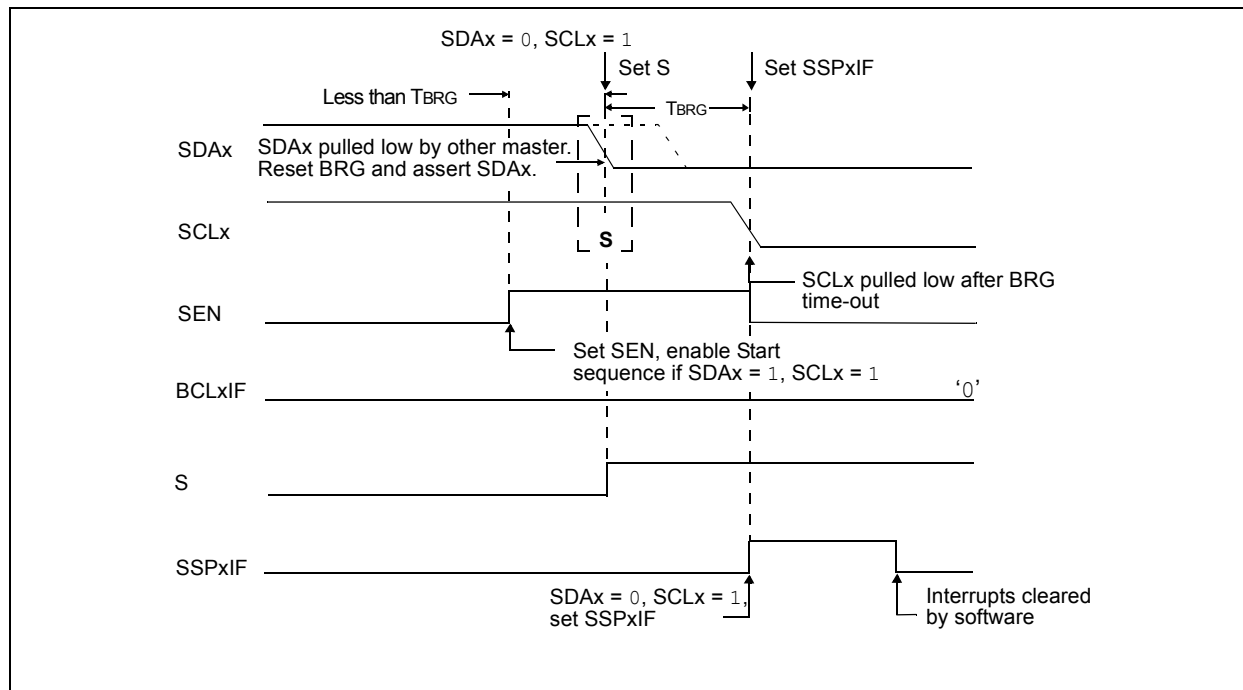 SDAx = 0, SCLx = 1
Set S
Set SSPxIF
Less than TBRG
TBRG
SDAx
SDAx pulled low by other master.
Reset BRG and assert SDAx.
SCLx
S
SCLx pulled low after BRG
time-out
SEN
Set SEN, enable Start
sequence if SDAx = 1, SCLx = 1
BCLxIF
‘0’
S
SSPxIF
SDAx = 0, SCLx = 1,
set SSPxIF
Interrupts cleared
by software